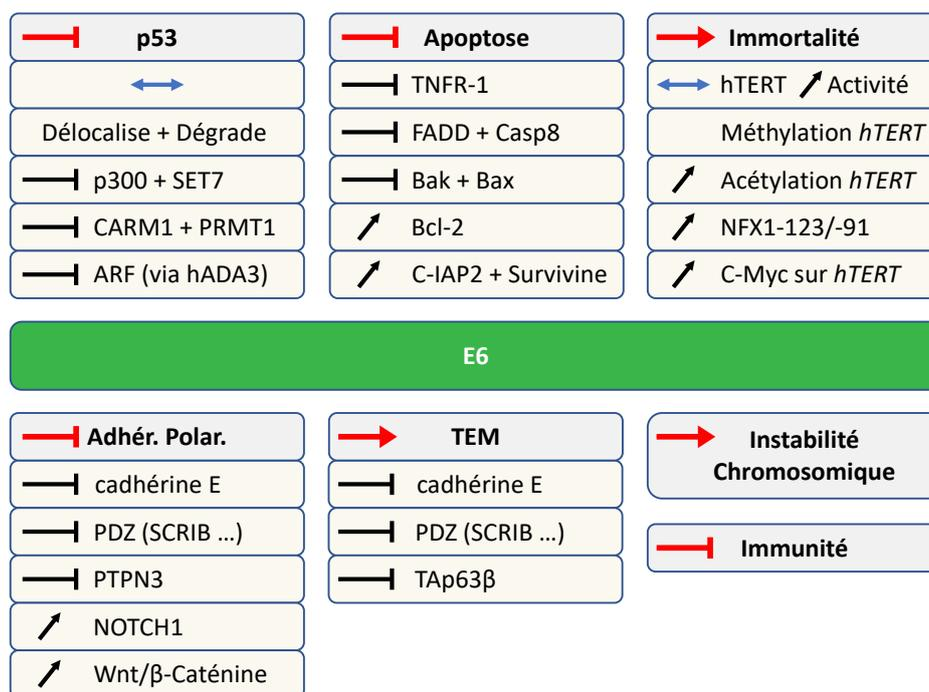 p53
Délocalise + Dégrade
p300 + SET7
CARM1 + PRMT1
ARF (via hADA3)
Apoptose
TNFR-1
FADD + Casp8
Bak + Bax
Bcl-2
C-IAP2 + Survivine
Immortalité
hTERT Activité
Méthylation hTERT
Acétylation hTERT
NFX1-123/-91
C-Myc sur hTERT
E6
Adhér. Polar.
cadhérine E
PDZ (SCRIB ...)
PTPN3
NOTCH1
Wnt/β-Caténine
TEM
cadhérine E
PDZ (SCRIB ...)
TAp63β
Instabilité
Chromosomique
Immunité